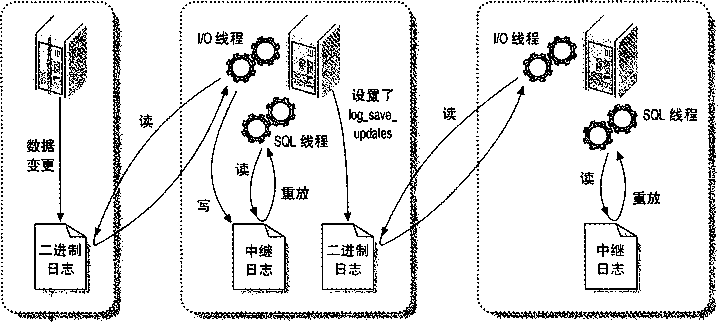 数据
变更
读
二进制
日志
I/O 线程
SQL 线程
设置了
log_save_
updates
写
读
重放
中继
日志
二进制
日志
读
I/O 线程
SQL 线程
读
重放
中继
日志